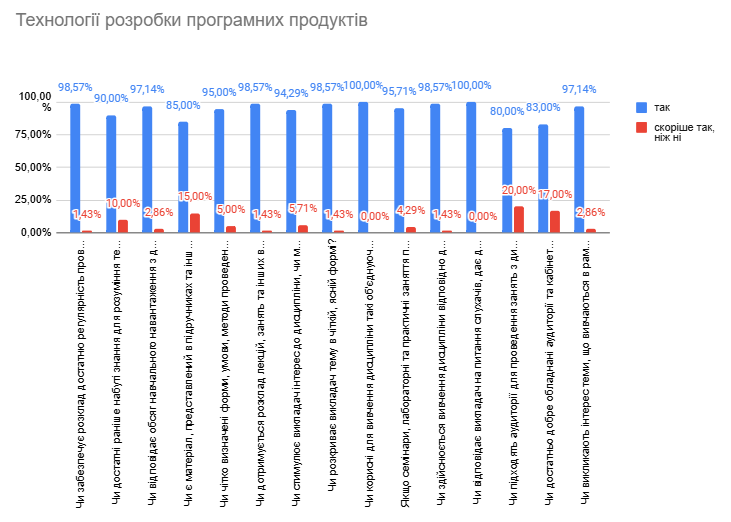 Технології розробки програмних продуктів
98,57%
90,00%
97,14%
85,00%
95,00%
98,57%
94,29%
98,57%
100,00%
95,71%
98,57%
100,00%
80,00%
83,00%
97,14%
100,00
%
75,00%
50,00%
25,00%
0,00%
1,43%
10,00%
2,86%
15,00%
5,00%
1,43%
5,71%
1,43%
0,00%
4,29%
1,43%
0,00%
20,00%
17,00%
2,86%
так
скоріше так,
ніж ні
Чи забезпечує розклад достатню регулярність пров…
Чи достатні раніше набуті знання для розуміння те…
Чи відповідає обсяг навчального навантаження з д…
Чи є матеріал, представлений в підручниках та інш…
Чи чітко визначені форми, умови, методи проведен…
Чи дотримується розклад лекцій, занять та інших в…
Чи стимулює викладач інтерес до дисципліни, чи м…
Чи розкриває викладач тему в чіткій, ясній формі?
Чи корисні для вивчення дисципліни такі об'єднуюч…
Якщо семінари, лабораторні та практичні заняття п…
Чи здійснюється вивчення дисципліни відповідно д…
Чи відповідає викладач на питання слухачів, дає д…
Чи підходять аудиторії для проведення занять з ди…
Чи достатньо добре обладнані аудиторії та кабінет…
Чи викликають інтерес теми, що вивчаються в рам…